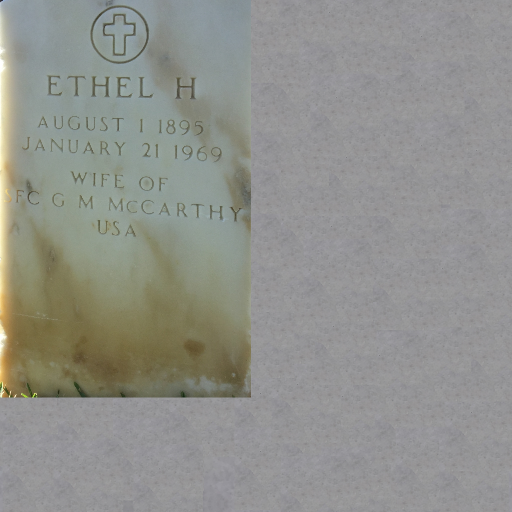 ETHEL H
AUGUST 1 1895
JANUARY 21 1969
WIFE OF
FC G M McCARTHY
USA